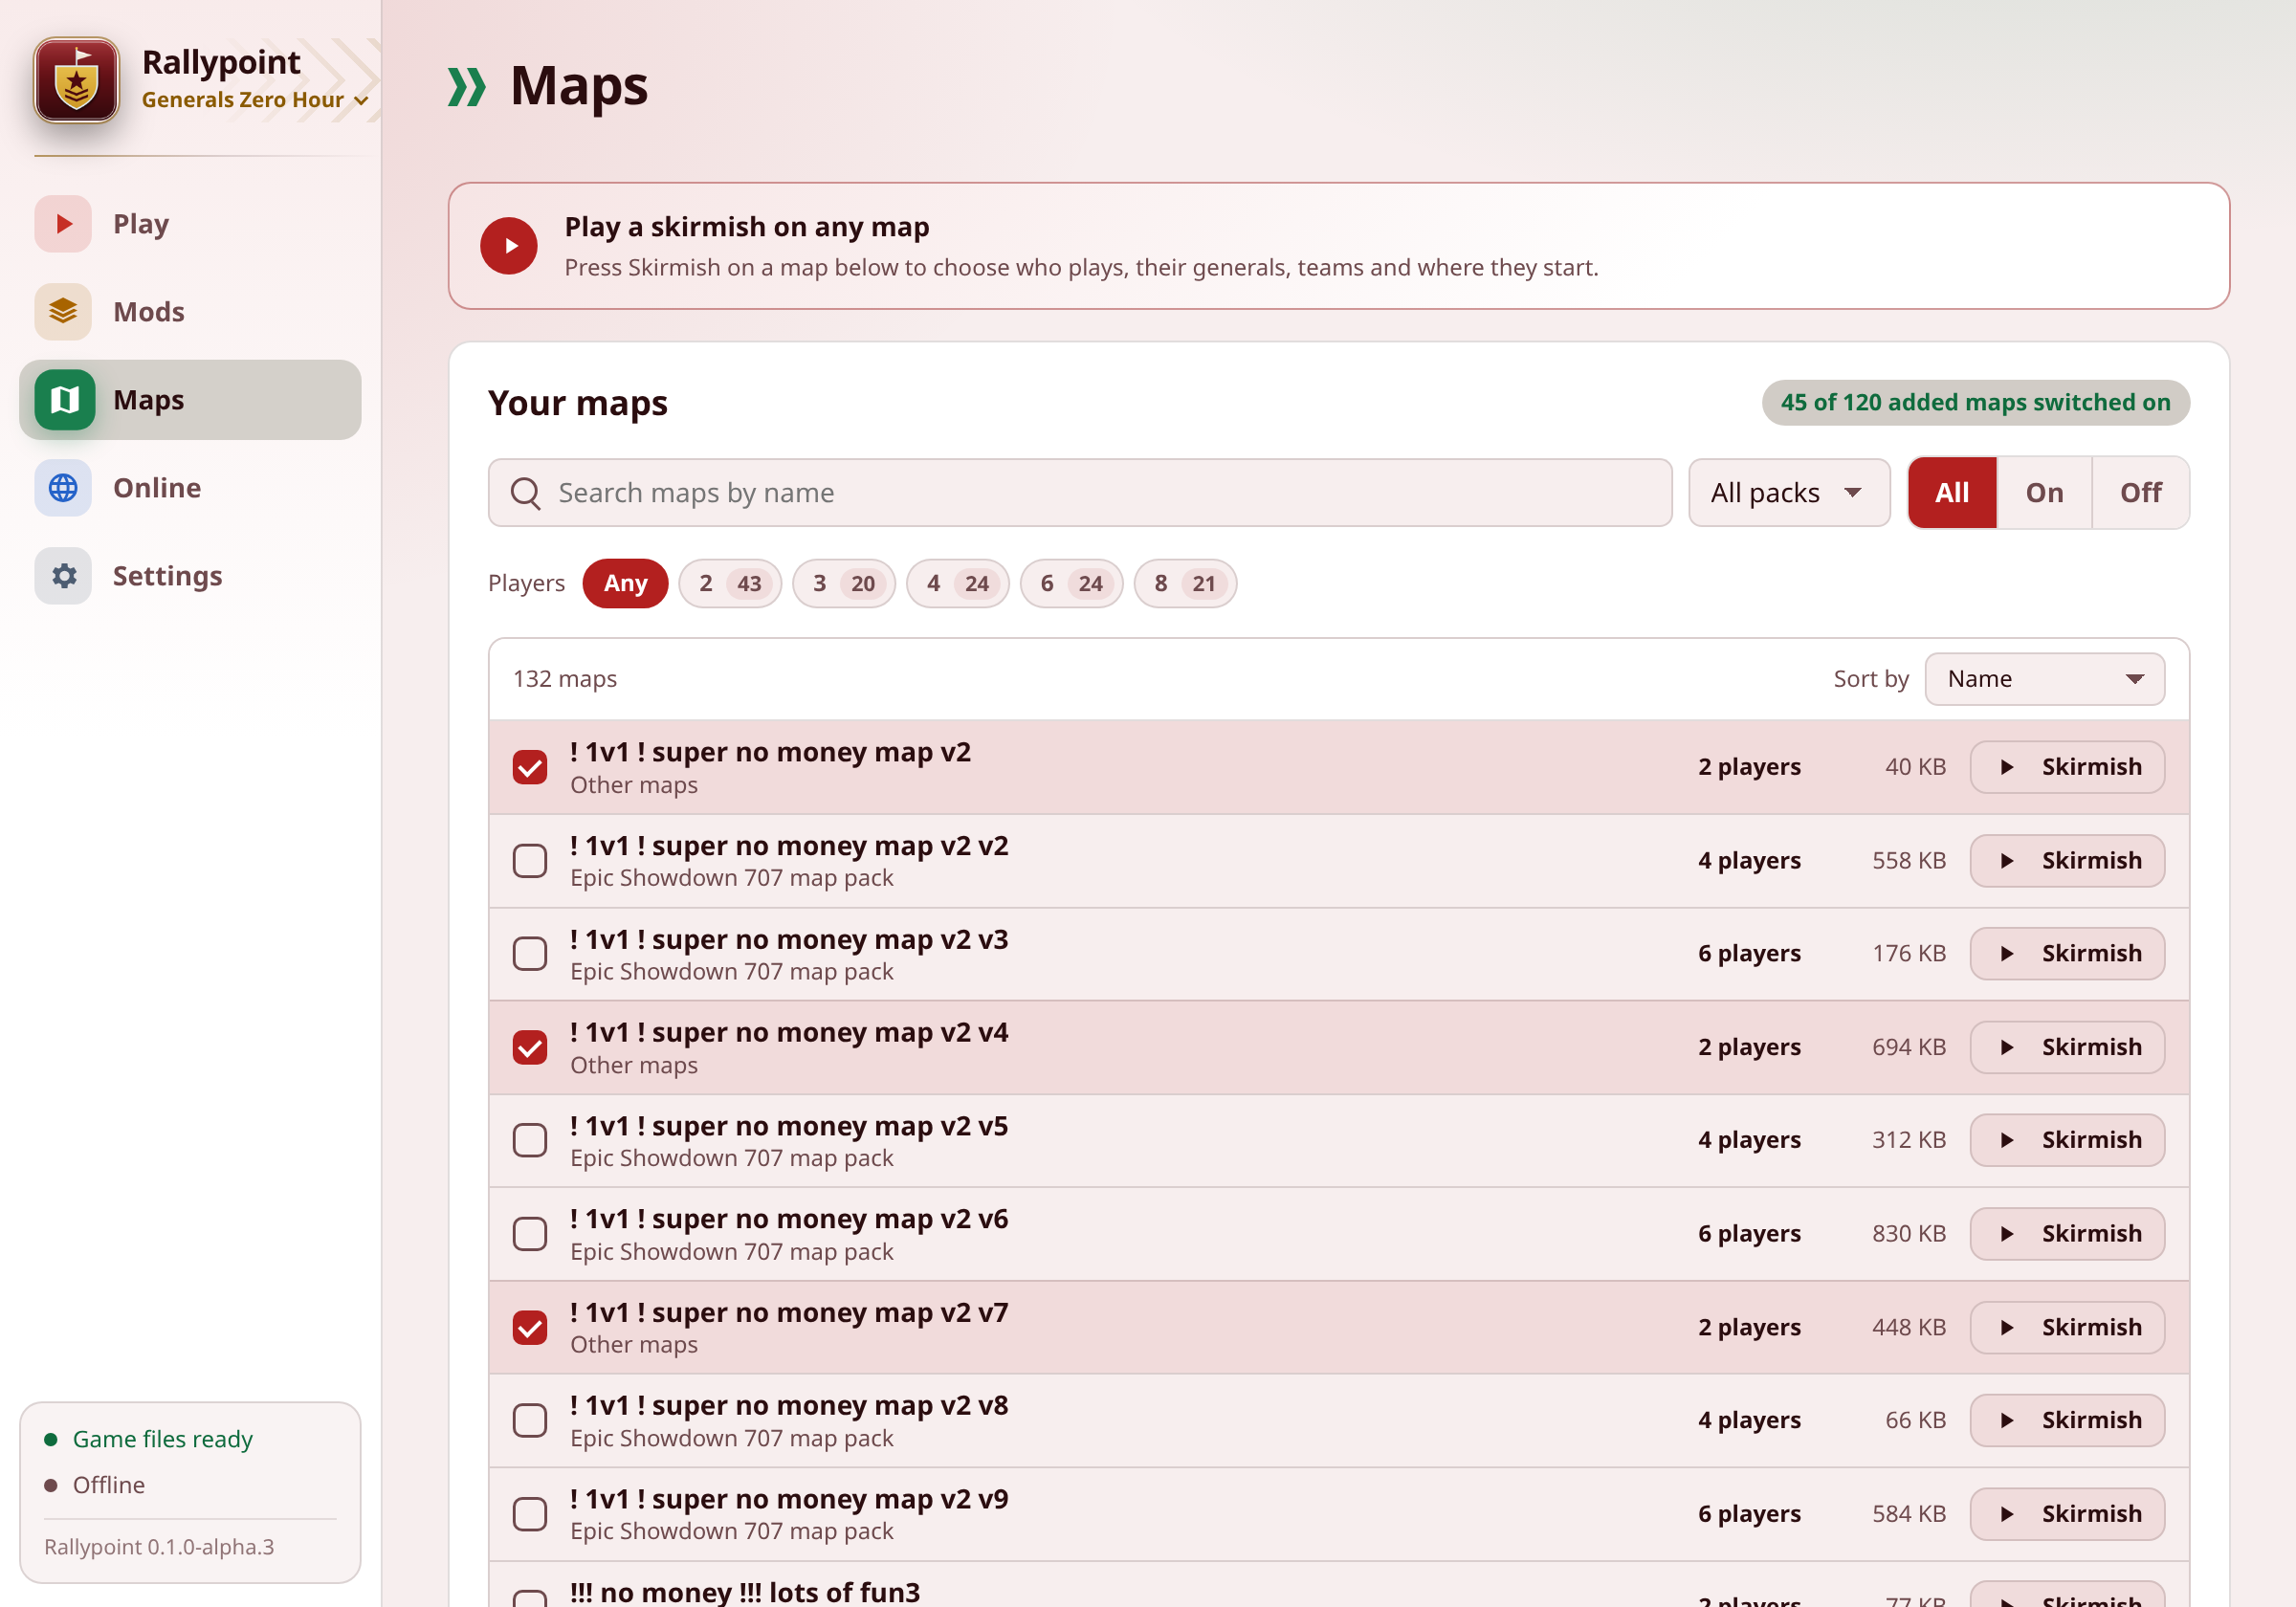 Rallypoint
Generals Zero Hour
Play
Mods
Maps
Online
Settings
Game files ready
Offline
Rallypoint 0.1.0-alpha.3
Maps
Play a skirmish on any map
Press Skirmish on a map below to choose who plays, their generals, teams and where they start.
Your maps
45 of 120 added maps switched on
Search maps by name
All packs
All On Off
Players Any 2 43 3 20 4 24 6 24 8 21
132 maps
Sort by Name
! 1v1 ! super no money map v2
Other maps
2 players 40 KB Skirmish
! 1v1 ! super no money map v2 v2
Epic Showdown 707 map pack
4 players 558 KB Skirmish
! 1v1 ! super no money map v2 v3
Epic Showdown 707 map pack
6 players 176 KB Skirmish
! 1v1 ! super no money map v2 v4
Other maps
2 players 694 KB Skirmish
! 1v1 ! super no money map v2 v5
Epic Showdown 707 map pack
4 players 312 KB Skirmish
! 1v1 ! super no money map v2 v6
Epic Showdown 707 map pack
6 players 830 KB Skirmish
! 1v1 ! super no money map v2 v7
Other maps
2 players 448 KB Skirmish
! 1v1 ! super no money map v2 v8
Epic Showdown 707 map pack
4 players 66 KB Skirmish
! 1v1 ! super no money map v2 v9
Epic Showdown 707 map pack
6 players 584 KB Skirmish
!!! no money !!! lots of fun3
2 players 77 KB Skirmish